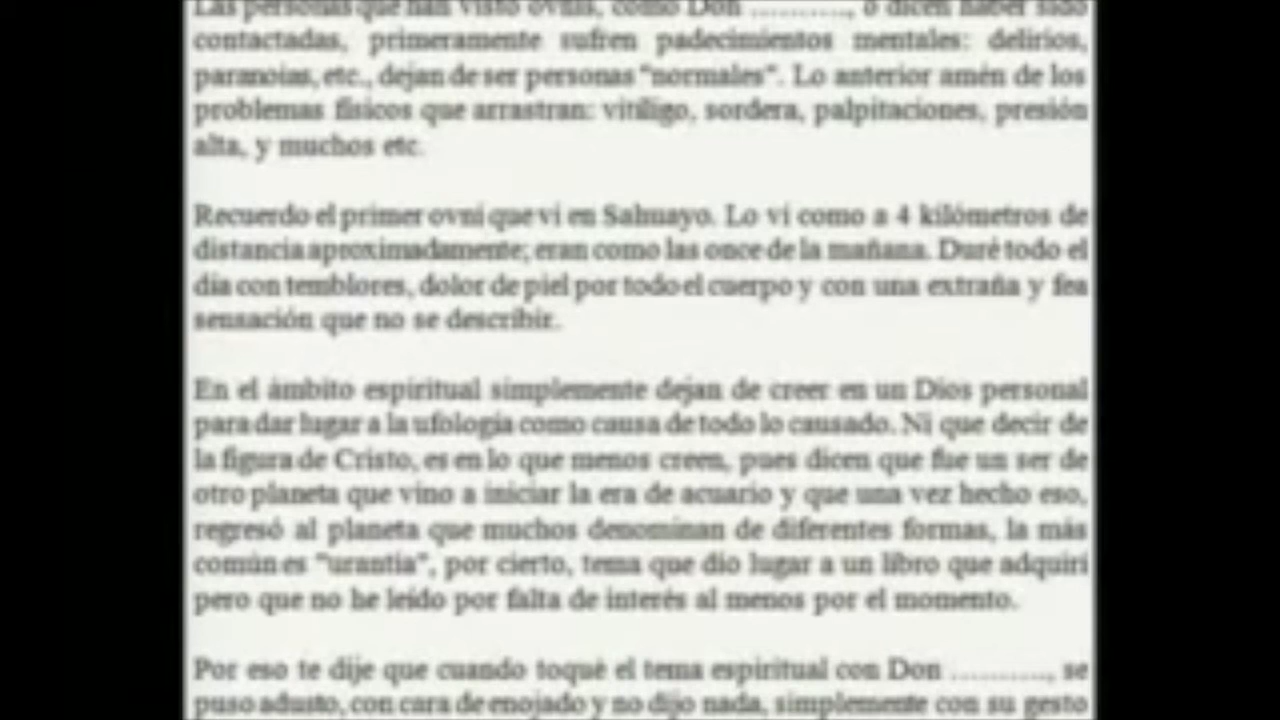 Las personas que han visto ovnis, como Don ..........., o dicen haber sido
contactadas, primeramente sufren padecimientos mentales: delirios,
paranoias, etc., dejan de ser personas "normales". Lo anterior amén de los
problemas físicos que arrastran: vitíligo, sordera, palpitaciones, presión
alta, y muchos etc.
Recuerdo el primer ovni que vi en Sahuayo. Lo vi como a 4 kilómetros de
distancia aproximadamente; eran como las once de la mañana. Duré todo el
día con temblores, dolor de piel por todo el cuerpo y con una extraña y fea
sensación que no se describir.
En el ámbito espiritual simplemente dejan de creer en un Dios personal
para dar lugar a la ufología como causa de todo lo causado. Ni que decir de
la figura de Cristo, es en lo que menos creen, pues dicen que fue un ser de
otro planeta que vino a iniciar la era de acuario y que una vez hecho eso,
regresó al planeta que muchos denominan de diferentes formas, la más
común es "urantia", por cierto, tema que dio lugar a un libro que adquirí
pero que no he leído por falta de interés al menos por el momento.
Por eso te dije que cuando toqué el tema espiritual con Don ..........., se
puso adusto, con cara de enojado y no dijo nada, simplemente con su gesto